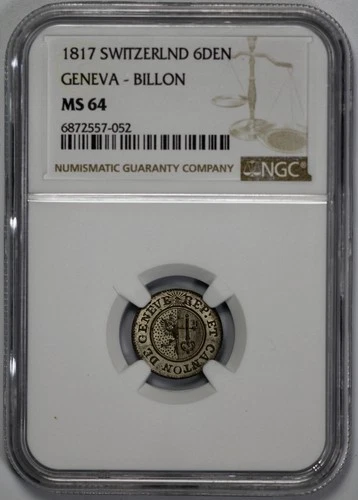 1817 SWITZERLND 6DEN
GENEVA - BILLON
MS 64
6872557-052
NUMISMATIC GUARANTY COMPANY
NGC®
REP: ET CANTON DE GENEVE